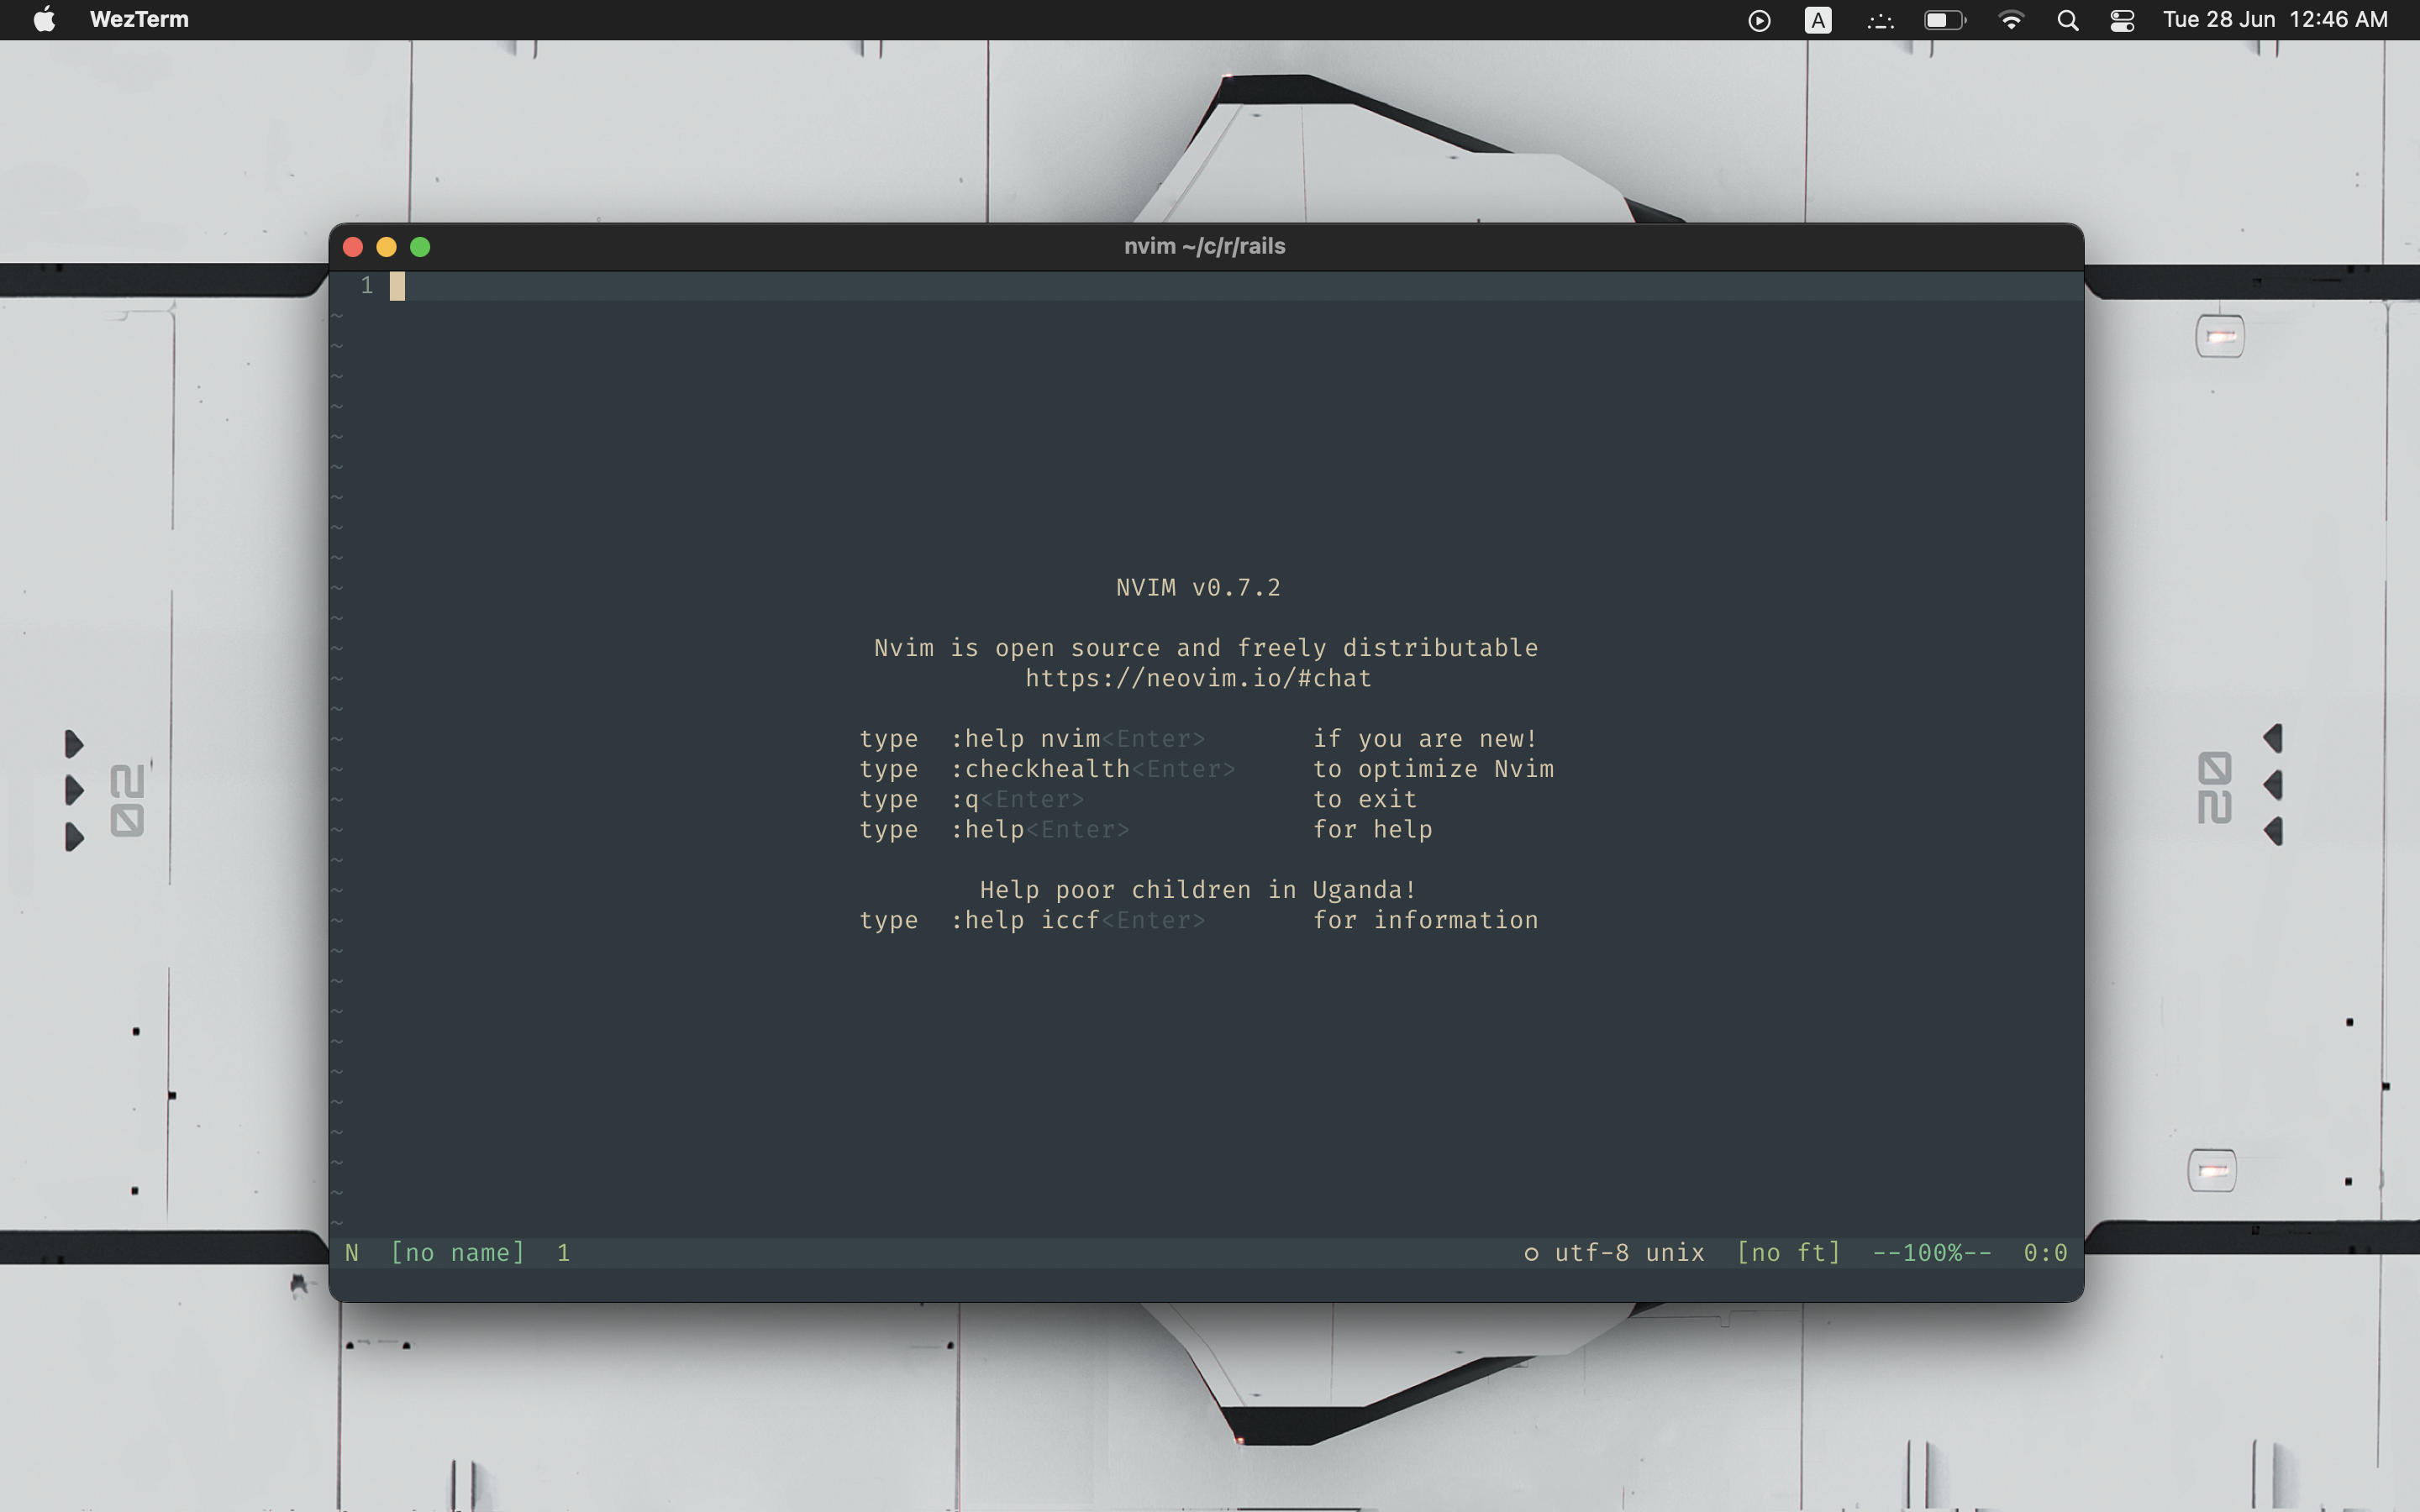 WezTerm
A
Tue 28 Jun 12:46 AM
nvim ~/c/r/rails
1
~
~
~
~
~
~
~
~
~
NVIM v0.7.2
~
Nvim is open source and freely distributable
https://neovim.io/#chat
~
type :help nvim<Enter> if you are new!
type :checkhealth<Enter> to optimize Nvim
type :q<Enter> to exit
type :help<Enter> for help
~
Help poor children in Uganda!
type :help iccf<Enter> for information
~
~
~
~
~
~
~
~
~
~
N [no name] 1
○ utf-8 unix [no ft] --100%-- 0:0
02
02